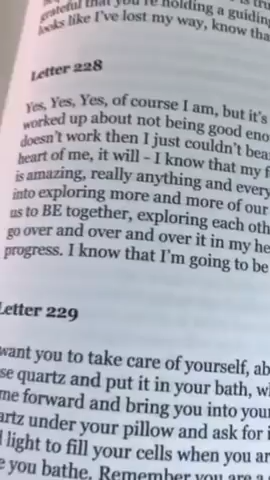 grateful that you're holding a guiding
looks like I've lost my way, know tha
Letter 228
Yes, Yes, Yes, of course I am, but it's
worked up about not being good eno
doesn't work then I just couldn't bea
heart of me, it will – I know that my f
is amazing, really anything and every
into exploring more and more of our
us to BE together, exploring each oth
go over and over and over it in my he
progress. I know that I'm going to be
Letter 229
want you to take care of yourself, ab
se quartz and put it in your bath, wi
me forward and bring you into your
artz under your pillow and ask for i
l light to fill your cells when you ar
e you bathe. Remember you are a